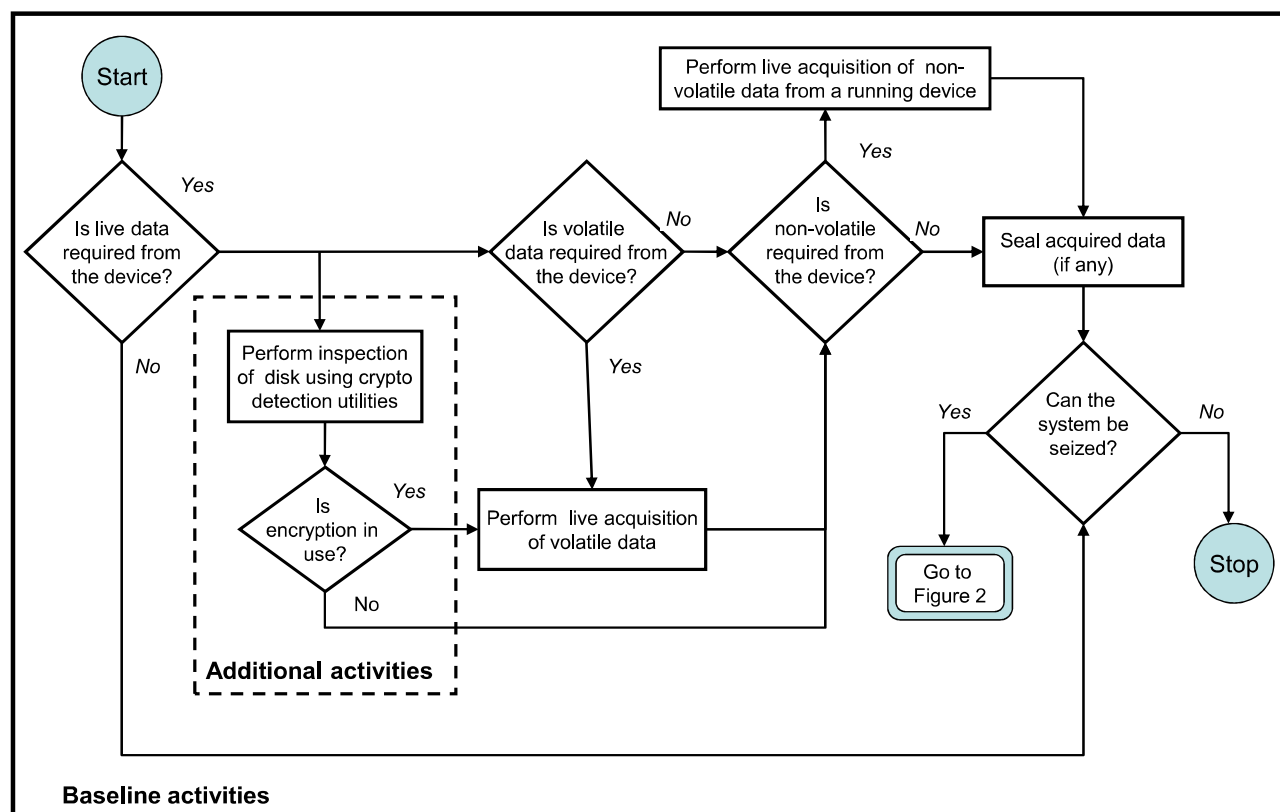 Start
Yes
Is live data
required from
the device?
No
Perform inspection
of disk using crypto
detection utilities
Is
encryption in
use?
Yes
No
Additional activities
Is volatile
data required from
the device?
No
Yes
Perform live acquisition
of volatile data
Perform live acquisition of non-
volatile data from a running device
Yes
Is
non-volatile
required from
the device?
No
Seal acquired data
(if any)
Can the
system be
seized?
Yes
No
Go to
Figure 2
Stop
Baseline activities